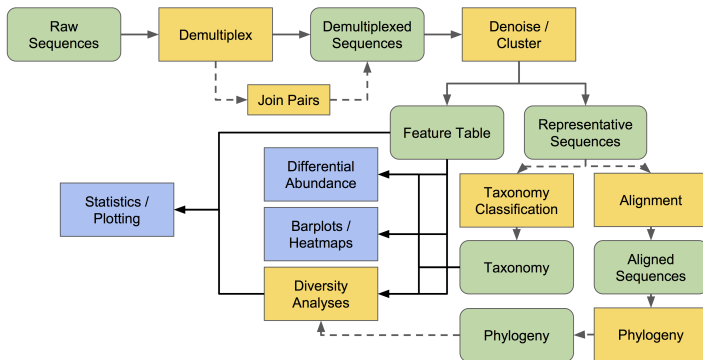 Raw
Sequences
Demultiplex
Demultiplexed
Sequences
Denoise /
Cluster
Join Pairs
Feature Table
Representative
Sequences
Differential
Abundance
Statistics /
Plotting
Taxonomy
Classification
Alignment
Barplots /
Heatmaps
Taxonomy
Aligned
Sequences
Diversity
Analyses
Phylogeny
Phylogeny